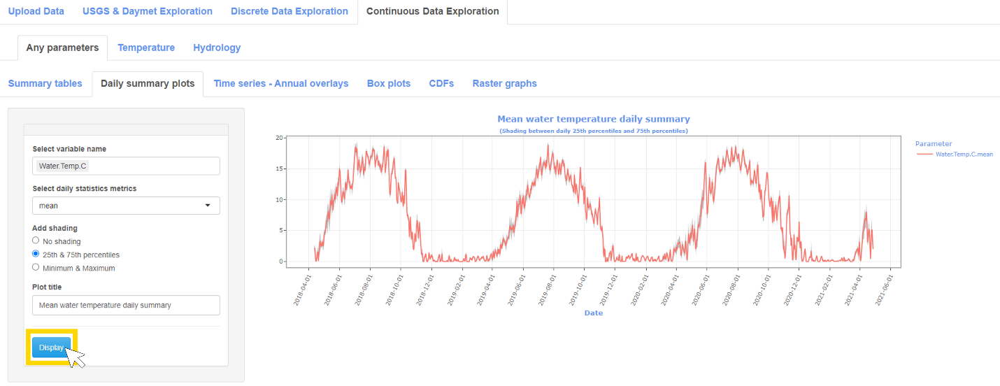 Upload Data USGS & Daymet Exploration Discrete Data Exploration Continuous Data Exploration
Any parameters Temperature Hydrology
Summary tables Daily summary plots Time series - Annual overlays Box plots CDFs Raster graphs
Select variable name
Water.Temp.C
Select daily statistics metrics
mean
Add shading
No shading
25th & 75th percentiles
Minimum & Maximum
Plot title
Mean water temperature daily summary
Display
Mean water temperature daily summary
(Shading between daily 25th percentiles and 75th percentiles)
20
15
10
5
0
2018-04-01 2018-06-01 2018-08-01 2018-10-01 2018-12-01 2019-02-01 2019-04-01 2019-06-01 2019-08-01 2019-10-01 2019-12-01 2020-02-01 2020-04-01 2020-06-01 2020-08-01 2020-10-01 2020-12-01 2021-02-01 2021-04-01 2021-06-01
Date
Parameter
Water.Temp.C.mean